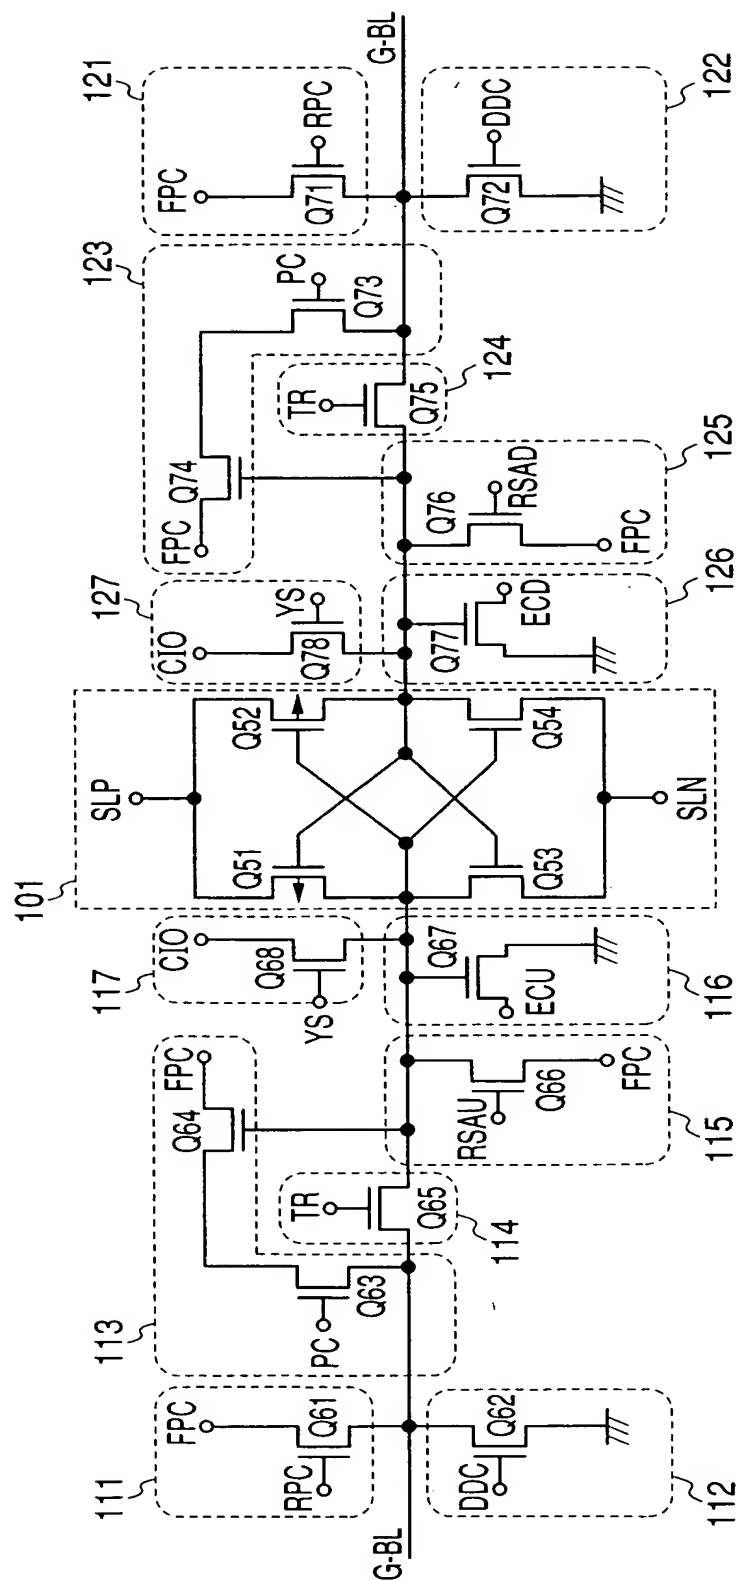 G-BL
111
FPC
RPC
Q61
DDC
Q62
112
113
PC
Q63
Q64
FPC
TR
Q65
114
RSAU
Q66
FPC
115
117
CIO
YS
Q68
Q67
ECU
116
101
SLP
Q51
Q52
Q53
Q54
SLN
127
CIO
YS
Q78
Q77
ECD
126
Q76
RSAD
FPC
125
123
FPC
Q74
PC
Q73
TR
Q75
124
121
FPC
RPC
Q71
DDC
Q72
122
G-BL